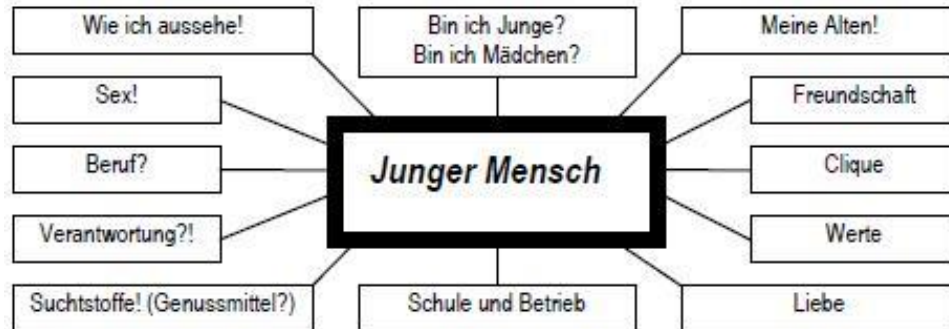 Wie ich aussehe!
Bin ich Junge?
Bin ich Mädchen?
Meine Alten!
Sex!
Freundschaft
Beruf?
Junger Mensch
Clique
Verantwortung?!
Werte
Suchtstoffe! (Genussmittel?)
Schule und Betrieb
Liebe